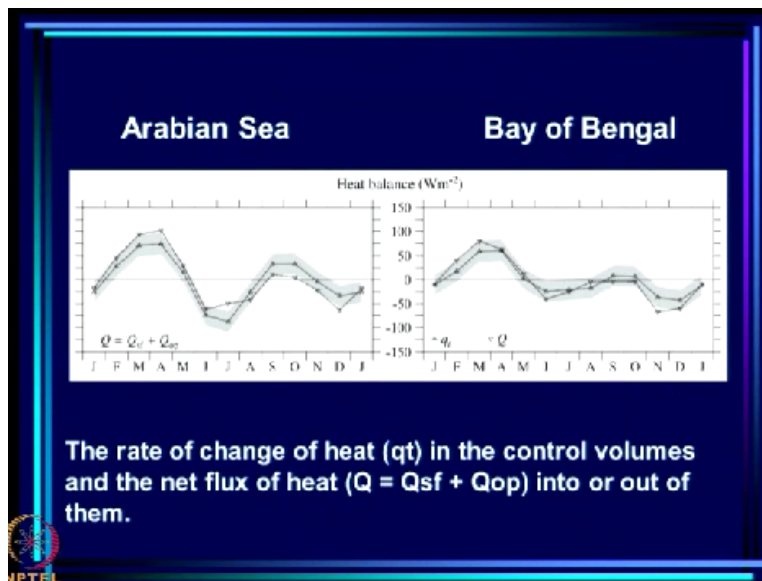 Arabian Sea
Bay of Bengal
Heat balance (Wm⁻²)
150
100
50
0
-50
-100
-150
Q = Qsf + Qop
qt
Q
J F M A M J J A S O N D J
J F M A M J J A S O N D J
The rate of change of heat (qt) in the control volumes
and the net flux of heat (Q = Qsf + Qop) into or out of
them.
NPTEL